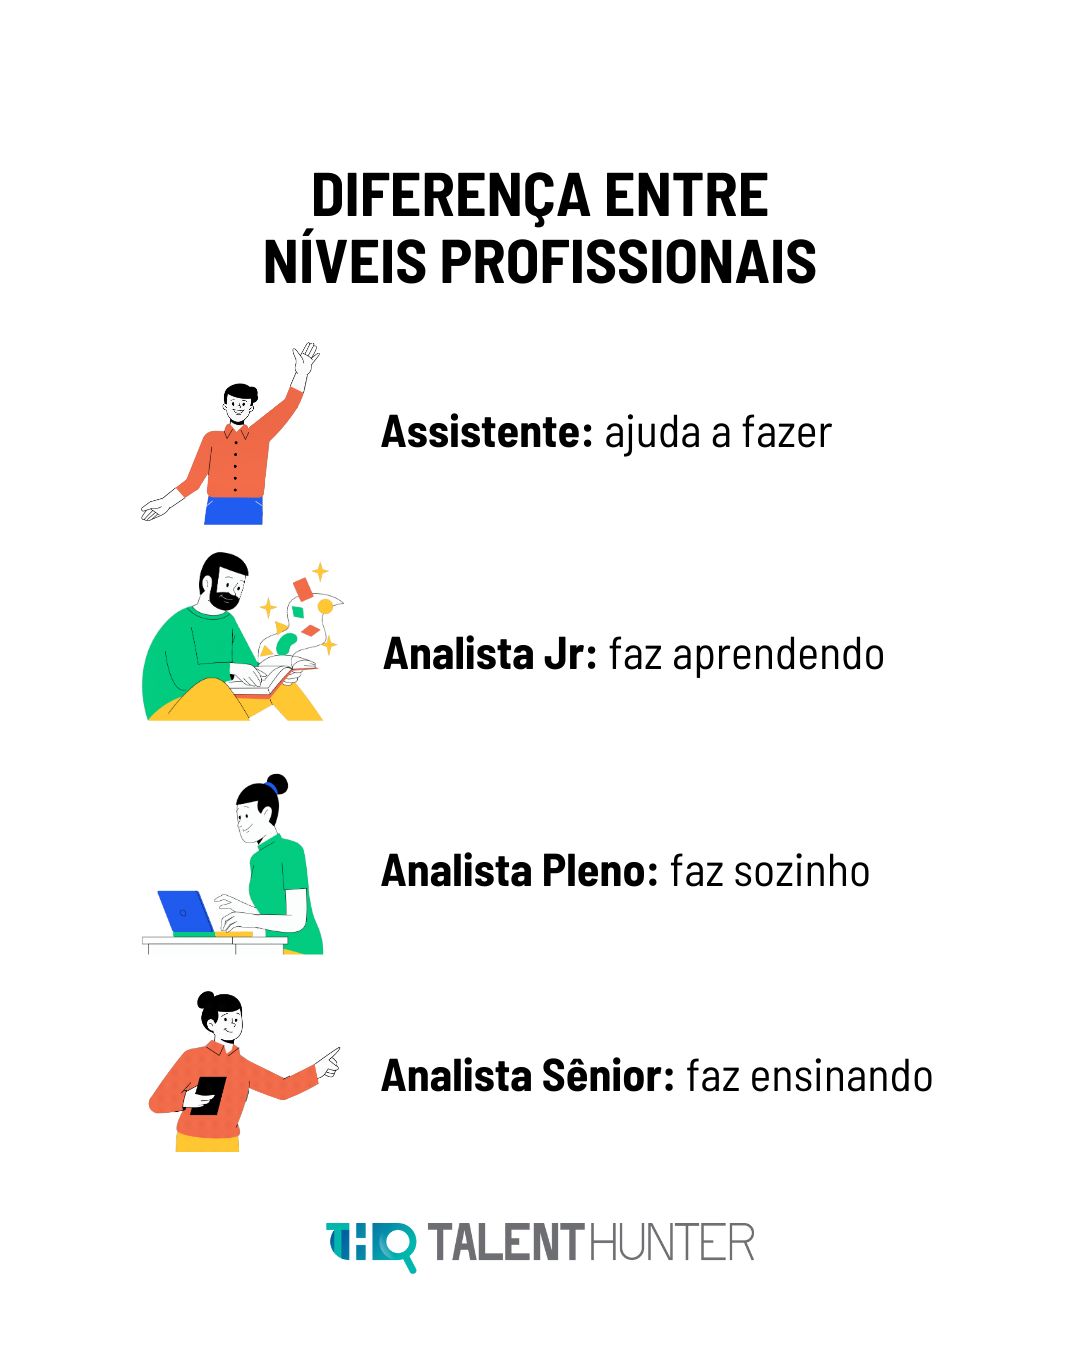 DIFERENÇA ENTRE
NÍVEIS PROFISSIONAIS
Assistente: ajuda a fazer
Analista Jr: faz aprendendo
Analista Pleno: faz sozinho
Analista Sênior: faz ensinando
TH TALENTHUNTER